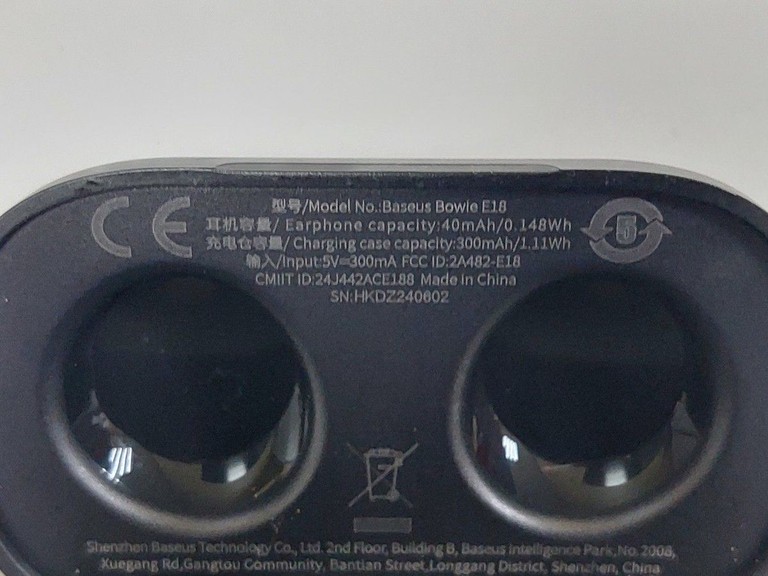 型号/Model No.:Baseus Bowie E18
耳机容量/ Earphone capacity:40mAh/0.148Wh
充电仓容量/ Charging case capacity:300mAh/1.11Wh
输入/Input:5V⎓300mA FCC ID:2A482-E18
CMIIT ID:24J442ACE188 Made in China
SN:HKDZ240602
CE
5
Shenzhen Baseus Technology Co., Ltd. 2nd Floor, Building B, Baseus Intelligence Park, No. 2008,
Xuegang Rd,Gangtou Community, Bantian Street,Longgang District, Shenzhen, China